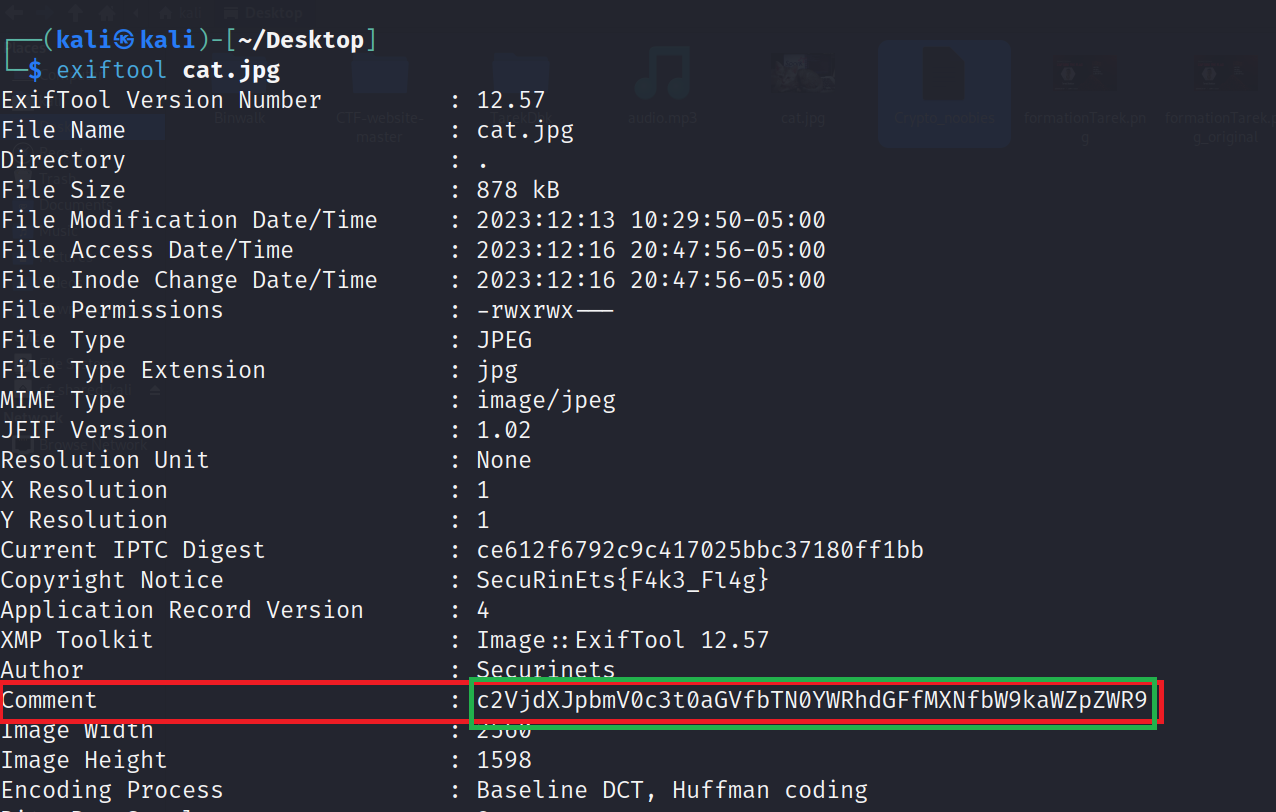 (kali㉿kali)-[~/Desktop]
$ exiftool cat.jpg
ExifTool Version Number : 12.57
File Name : cat.jpg
Directory : .
File Size : 878 kB
File Modification Date/Time : 2023:12:13 10:29:50-05:00
File Access Date/Time : 2023:12:16 20:47:56-05:00
File Inode Change Date/Time : 2023:12:16 20:47:56-05:00
File Permissions : -rwxrwx---
File Type : JPEG
File Type Extension : jpg
MIME Type : image/jpeg
JFIF Version : 1.02
Resolution Unit : None
X Resolution : 1
Y Resolution : 1
Current IPTC Digest : ce612f6792c9c417025bbc37180ff1bb
Copyright Notice : SecuRinEts{F4k3_Fl4g}
Application Record Version : 4
XMP Toolkit : Image::ExifTool 12.57
Author : Securinets
Comment : c2VjdXJpbmV0c3t0aGVfbTN0YWRhdGFfMXNfbW9kaWZpZWR9
Image Width : 2560
Image Height : 1598
Encoding Process : Baseline DCT, Huffman coding